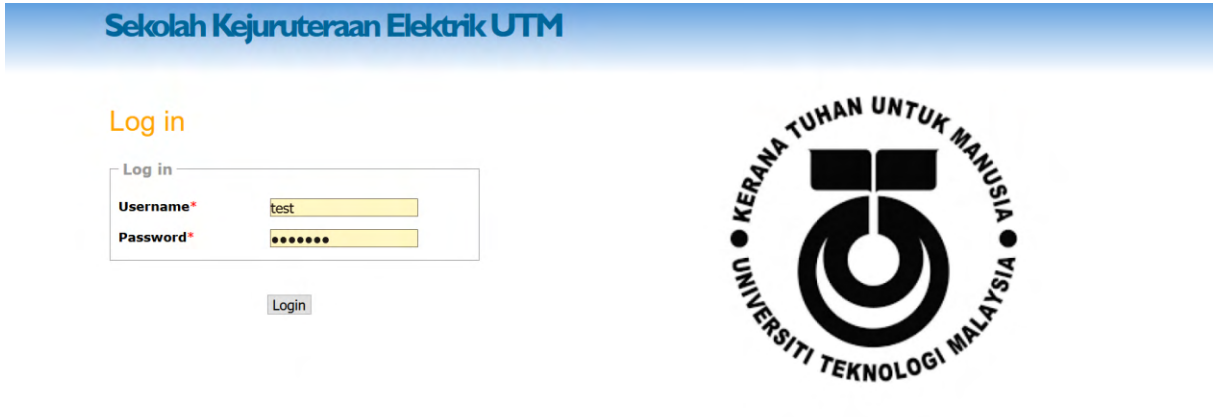 Sekolah Kejuruteraan Elektrik UTM
Log in
Log in
Username* test
Password* •••••••
Login
KERANA TUHAN UNTUK MANUSIA
UNIVERSITI TEKNOLOGI MALAYSIA